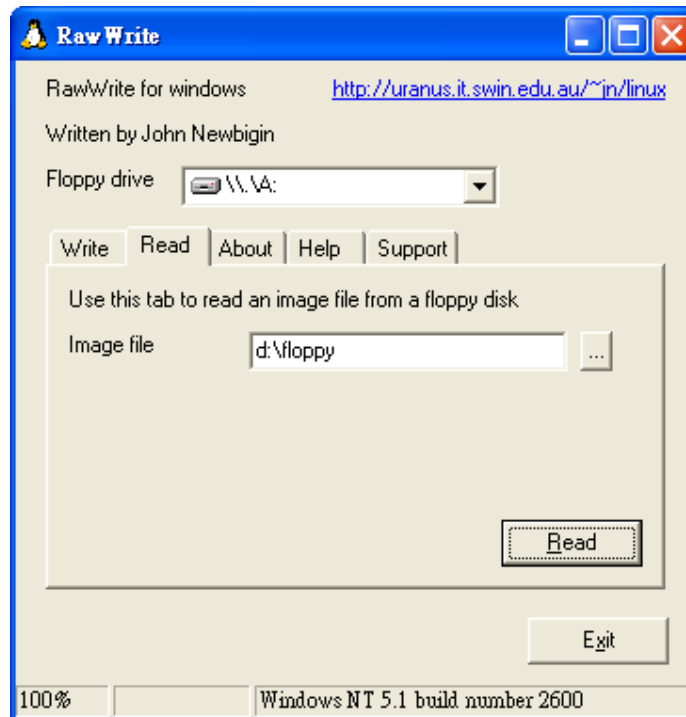 RawWrite
RawWrite for windows http://uranus.it.swin.edu.au/~jn/linux
Written by John Newbigin
Floppy drive \\.\A:
Write Read About Help Support
Use this tab to read an image file from a floppy disk
Image file d:\floppy ...
Read
Exit
100% Windows NT 5.1 build number 2600